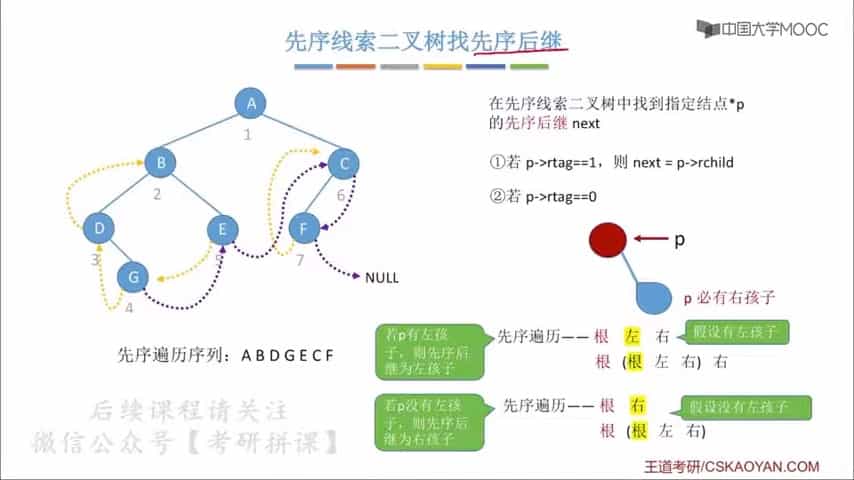 中国大学MOOC
先序线索二叉树找先序后继
A
1
B
2
C
6
D
3
E
5
F
7
G
4
NULL
先序遍历序列：A B D G E C F
在先序线索二叉树中找到指定结点*p
的先序后继 next
①若 p->rtag==1，则 next = p->rchild
②若 p->rtag==0
p
p 必有右孩子
若p有左孩
子，则先序后
继为左孩子
先序遍历——根 左 右
假设有左孩子
根 (根 左 右) 右
若p没有左孩
子，则先序后
继为右孩子
先序遍历——根 右
假设没有左孩子
根 (根 左 右)
后续课程请关注
微信公众号【考研拼课】
王道考研/CSKAOYAN.COM